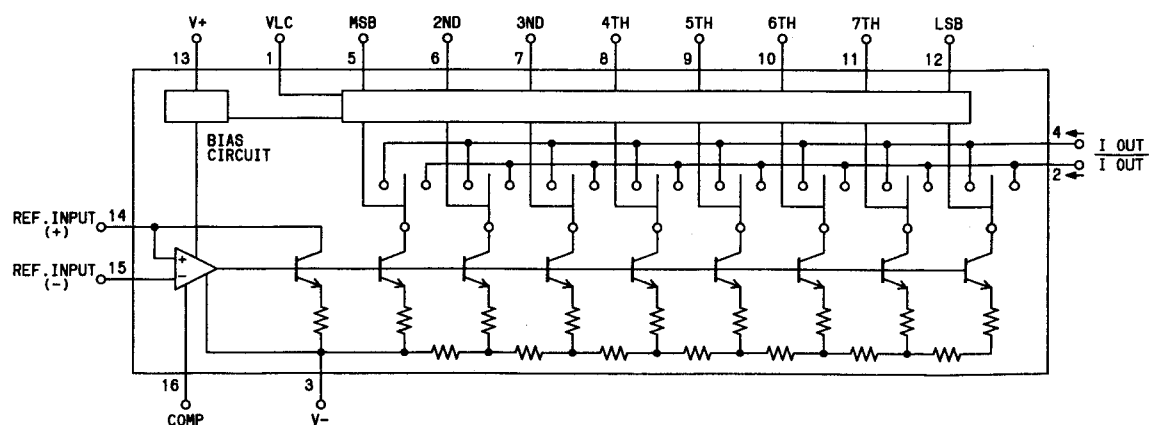 V+ VLC MSB 2ND 3ND 4TH 5TH 6TH 7TH LSB
13 1 5 6 7 8 9 10 11 12
BIAS
CIRCUIT
4 I OUT
2 I OUT
REF.INPUT 14
(+)
+
REF.INPUT 15
(-)
-
16 3
COMP V-